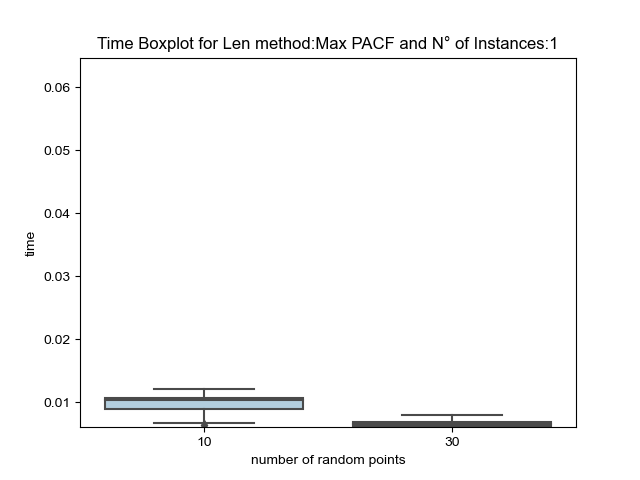 Time Boxplot for Len method:Max PACF and N° of Instances:1
0.06
0.05
0.04
0.03
0.02
0.01
time
10
30
number of random points